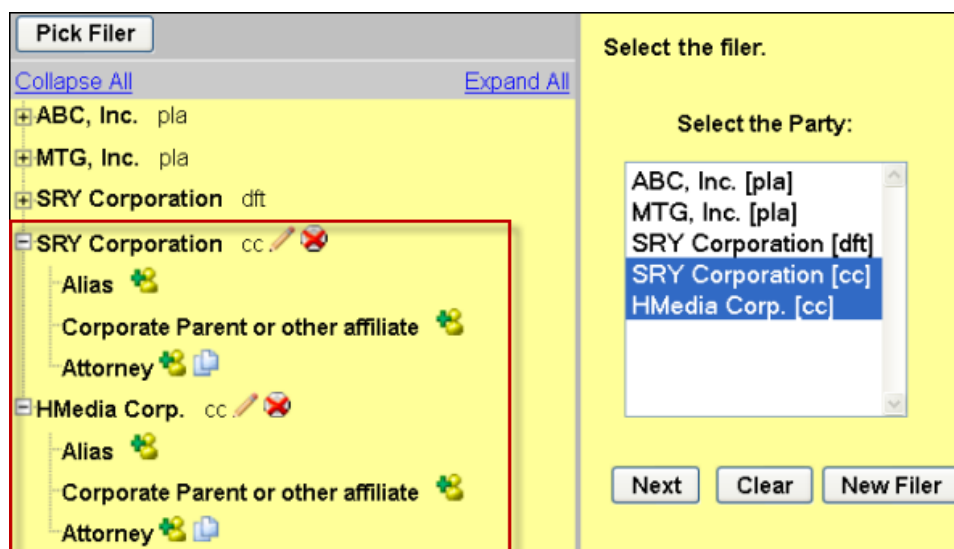 Pick Filer
Collapse All Expand All
ABC, Inc. pla
MTG, Inc. pla
SRY Corporation dft
SRY Corporation cc
Alias
Corporate Parent or other affiliate
Attorney
HMedia Corp. cc
Alias
Corporate Parent or other affiliate
Attorney
Select the filer.
Select the Party:
ABC, Inc. [pla]
MTG, Inc. [pla]
SRY Corporation [dft]
SRY Corporation [cc]
HMedia Corp. [cc]
Next Clear New Filer